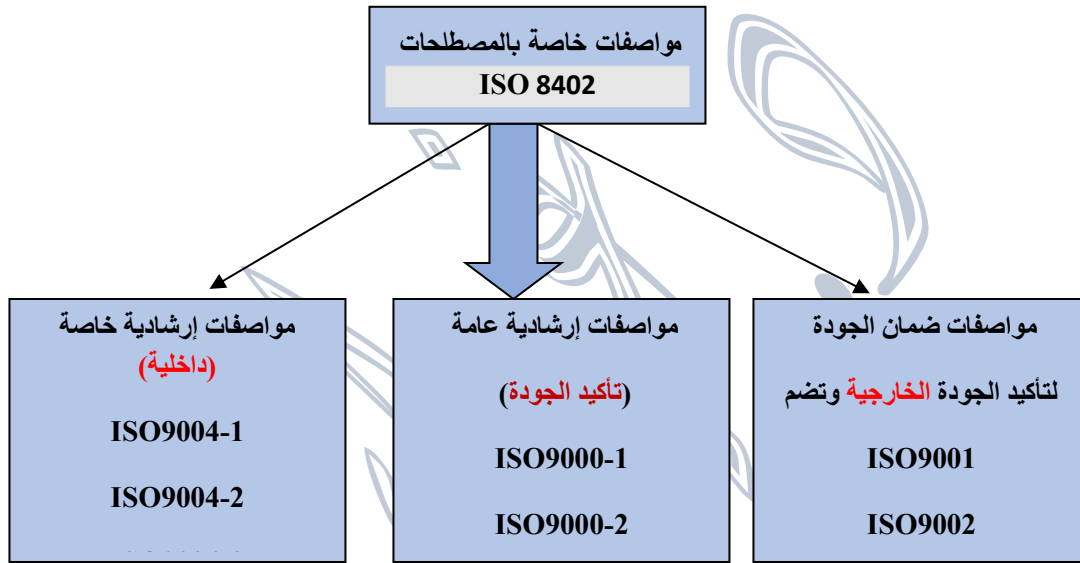 مواصفات خاصة بالمصطلحات
ISO 8402
مواصفات ضمان الجودة
لتأكيد الجودة الخارجية وتضم
ISO9001
ISO9002
مواصفات إرشادية عامة
(تأكيد الجودة)
ISO9000-1
ISO9000-2
مواصفات إرشادية خاصة
(داخلية)
ISO9004-1
ISO9004-2